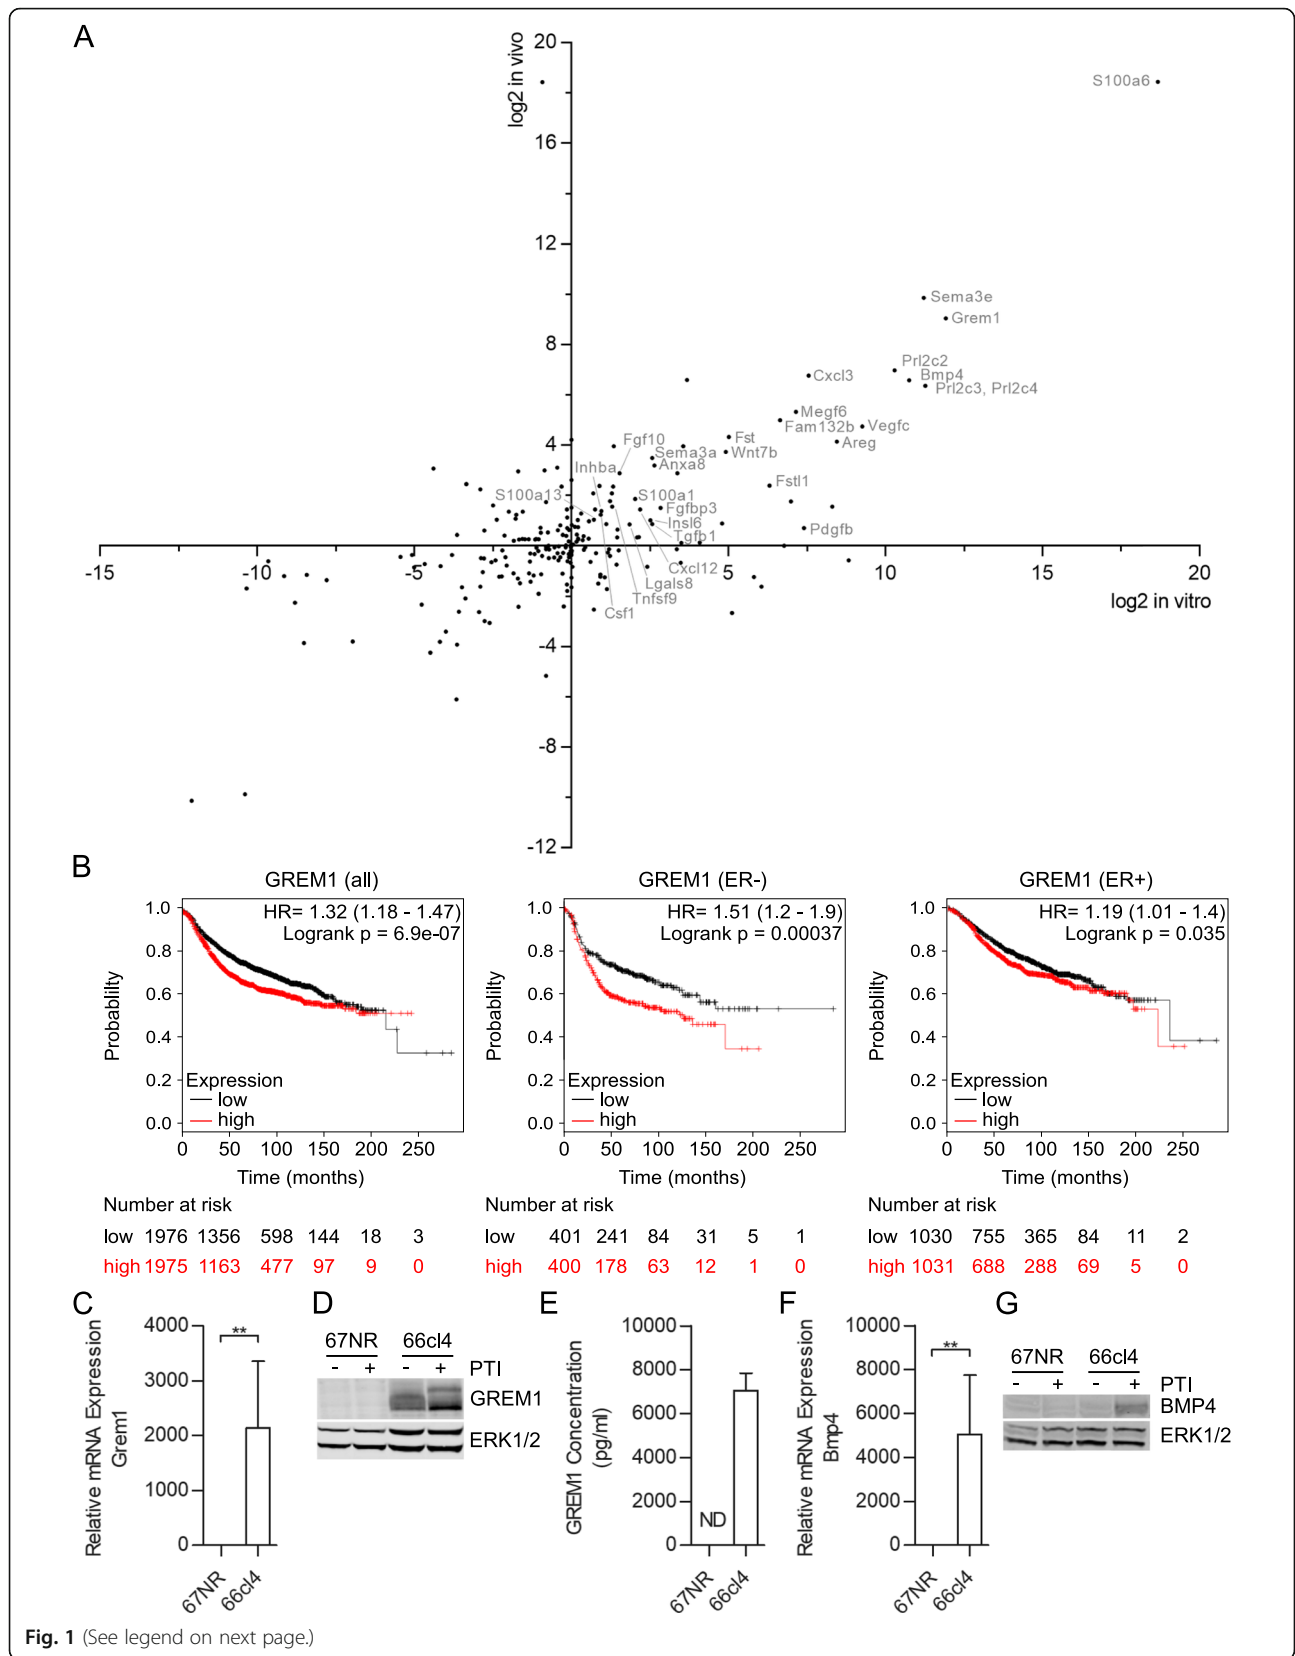 A
log2 in vivo
20
16
12
8
4
-4
-8
-12
-15
-10
-5
5
10
15
20
log2 in vitro
S100a6
Sema3e
Grem1
Prl2c2
Bmp4
Prl2c3, Prl2c4
Cxcl3
Megf6
Fam132b
Vegfc
Areg
Fst
Wnt7b
Fgf10
Sema3a
Anxa8
Inhba
S100a13
S100a1
Fgfbp3
Insl6
Tgfb1
Fstl1
Pdgfb
Cxcl12
Lgals8
Tnfsf9
Csf1
B
GREM1 (all)
HR= 1.32 (1.18 - 1.47)
Logrank p = 6.9e-07
Probability
1.0
0.8
0.6
0.4
0.2
0.0
Expression
low
high
0 50 100 150 200 250
Time (months)
Number at risk
low 1976 1356 598 144 18 3
high 1975 1163 477 97 9 0
GREM1 (ER-)
HR= 1.51 (1.2 - 1.9)
Logrank p = 0.00037
Probability
1.0
0.8
0.6
0.4
0.2
0.0
Expression
low
high
0 50 100 150 200 250
Time (months)
Number at risk
low 401 241 84 31 5 1
high 400 178 63 12 1 0
GREM1 (ER+)
HR= 1.19 (1.01 - 1.4)
Logrank p = 0.035
Probability
1.0
0.8
0.6
0.4
0.2
0.0
Expression
low
high
0 50 100 150 200 250
Time (months)
Number at risk
low 1030 755 365 84 11 2
high 1031 688 288 69 5 0
C
Relative mRNA Expression
Grem1
4000
3000
2000
1000
0
**
67NR
66cl4
D
67NR 66cl4
- + - + PTI
GREM1
ERK1/2
E
GREM1 Concentration
(pg/ml)
10000
8000
6000
4000
2000
0
ND
67NR
66cl4
F
Relative mRNA Expression
Bmp4
10000
8000
6000
4000
2000
0
**
67NR
66cl4
G
67NR 66cl4
- + - + PTI
BMP4
ERK1/2
Fig. 1 (See legend on next page.)